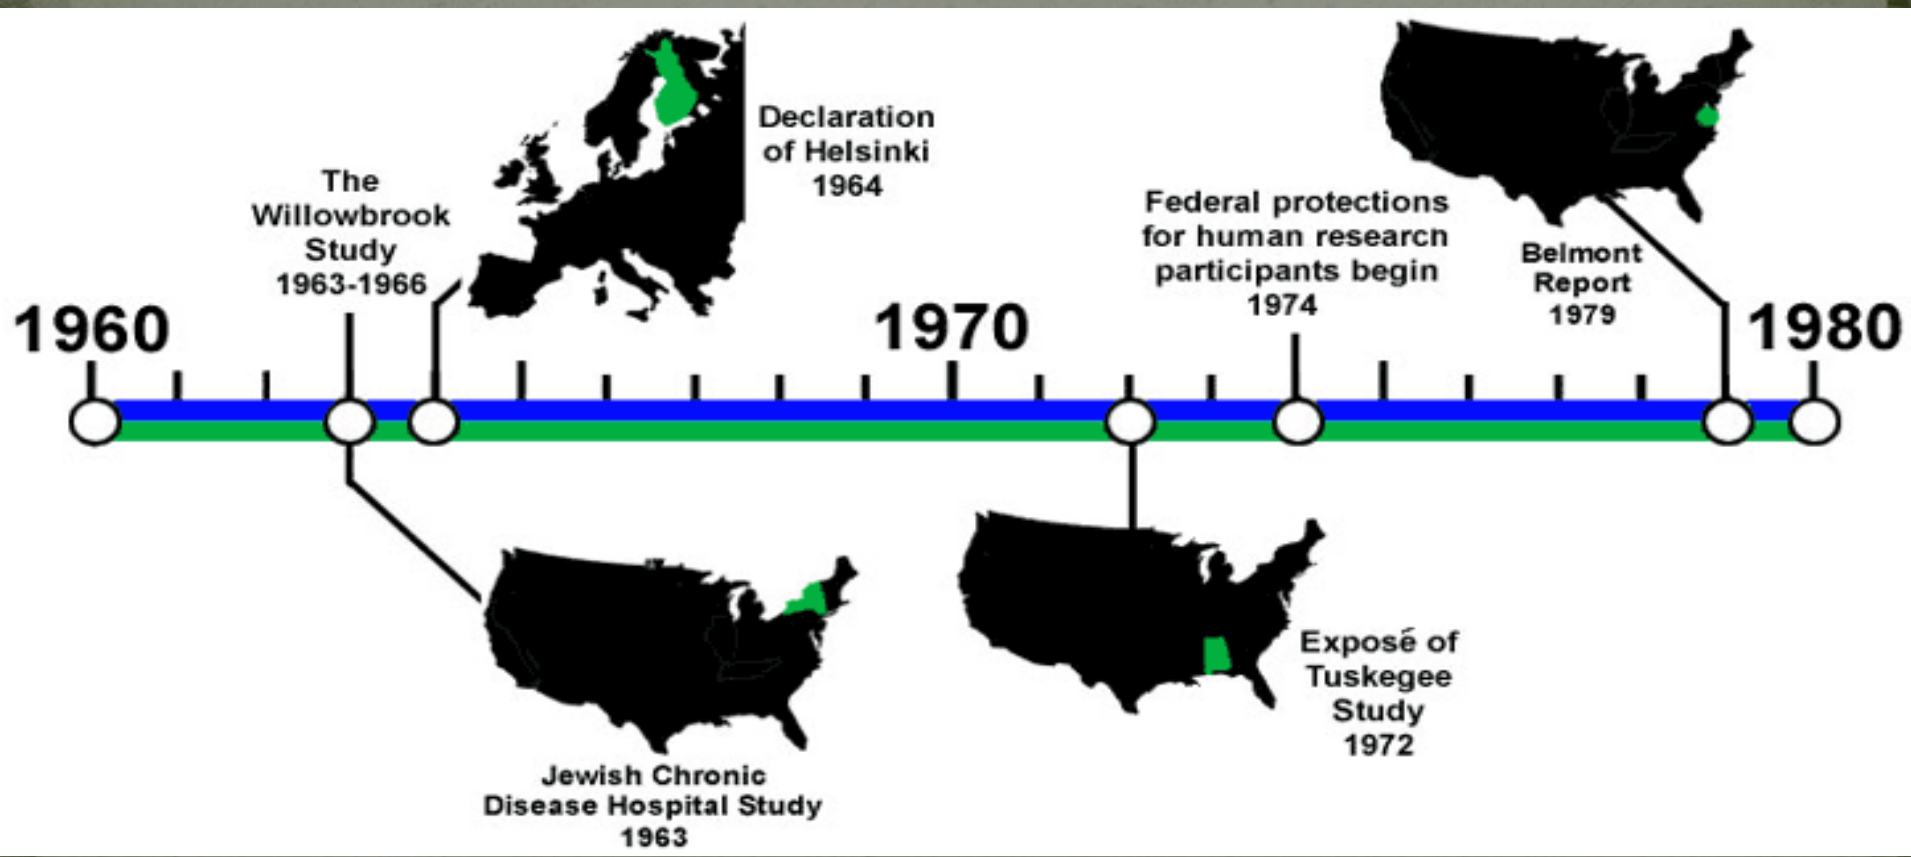 The
Willowbrook
Study
1963-1966
Declaration
of Helsinki
1964
Federal protections
for human research
participants begin
1974
Belmont
Report
1979
1960
1970
1980
Jewish Chronic
Disease Hospital Study
1963
Exposé of
Tuskegee
Study
1972